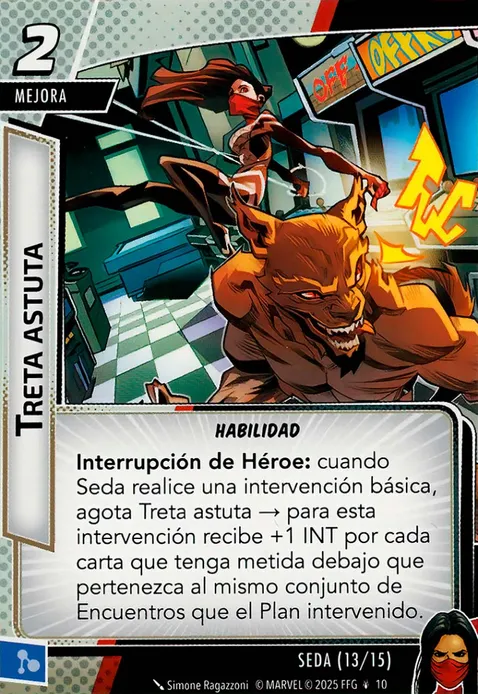 2
MEJORA
OFF
TRETA ASTUTA
HABILIDAD
Interrupción de Héroe: cuando
Seda realice una intervención básica,
agota Treta astuta → para esta
intervención recibe +1 INT por cada
carta que tenga metida debajo que
pertenezca al mismo conjunto de
Encuentros que el Plan intervenido.
SEDA (13/15)
Simone Ragazzoni © MARVEL © 2025 FFG 10